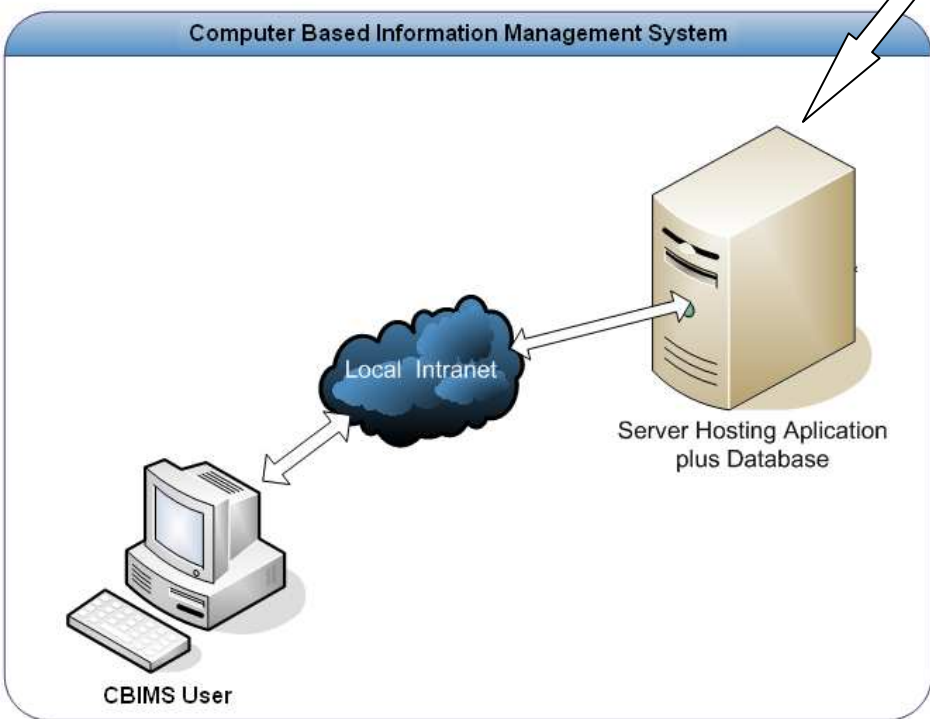 Computer Based Information Management System
Local Intranet
Server Hosting Aplication
plus Database
CBIMS User